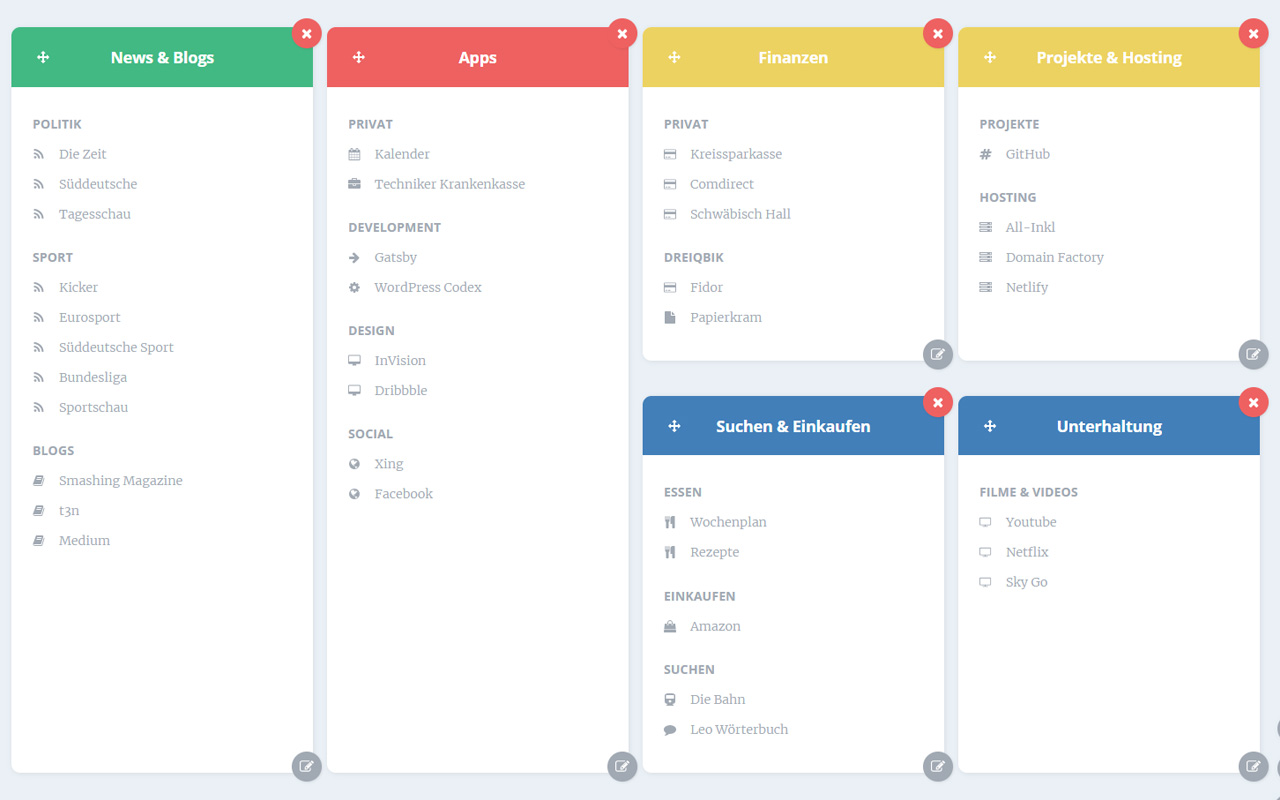 News & Blogs
POLITIK
Die Zeit
Süddeutsche
Tagesschau
SPORT
Kicker
Eurosport
Süddeutsche Sport
Bundesliga
Sportschau
BLOGS
Smashing Magazine
t3n
Medium
Apps
PRIVAT
Kalender
Techniker Krankenkasse
DEVELOPMENT
Gatsby
WordPress Codex
DESIGN
InVision
Dribbble
SOCIAL
Xing
Facebook
Finanzen
PRIVAT
Kreissparkasse
Comdirect
Schwäbisch Hall
DREIQBIK
Fidor
Papierkram
Projekte & Hosting
PROJEKTE
GitHub
HOSTING
All-Inkl
Domain Factory
Netlify
Suchen & Einkaufen
ESSEN
Wochenplan
Rezepte
EINKAUFEN
Amazon
SUCHEN
Die Bahn
Leo Wörterbuch
Unterhaltung
FILME & VIDEOS
Youtube
Netflix
Sky Go